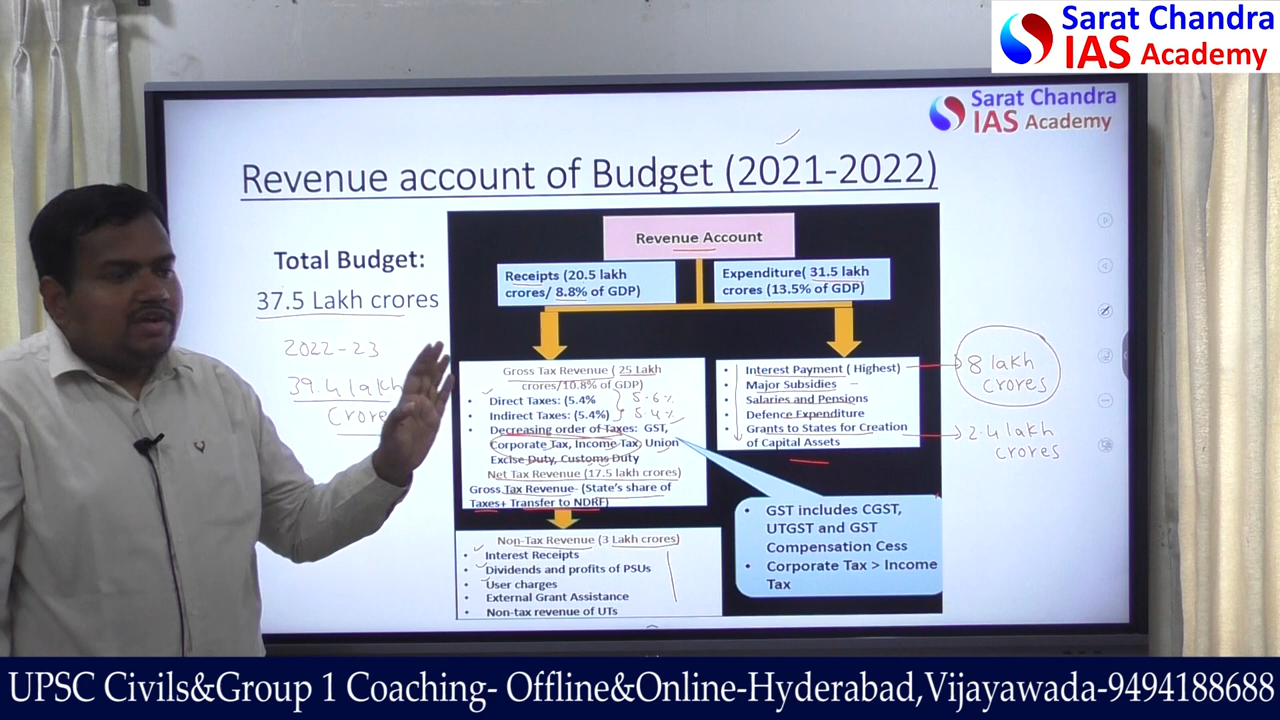 Sarat Chandra
IAS Academy
Sarat Chandra
IAS Academy
Revenue account of Budget (2021-2022)
Total Budget:
37.5 Lakh crores
2022-23
39.4 lakh
Crore
Revenue Account
Receipts (20.5 lakh
crores/ 8.8% of GDP)
Expenditure( 31.5 lakh
crores (13.5% of GDP)
Gross Tax Revenue ( 25 Lakh
crores/10.8% of GDP)
• Direct Taxes: (5.4% 5.6%
• Indirect Taxes: (5.4%) 5.4%
• Decreasing order of Taxes: GST,
Corporate Tax, Income Tax, Union
Excise Duty, Customs Duty
Net Tax Revenue (17.5 lakh crores)
Gross Tax Revenue- (State's share of
Taxes+ Transfer to NDRF)
Non-Tax Revenue (3 Lakh crores)
• Interest Receipts
• Dividends and profits of PSUs
• User charges
• External Grant Assistance
• Non-tax revenue of UTs
• Interest Payment ( Highest)
• Major Subsidies
• Salaries and Pensions
• Defence Expenditure
• Grants to States for Creation
of Capital Assets
8 lakh
crores
2.4 lakh
crores
• GST includes CGST,
UTGST and GST
Compensation Cess
• Corporate Tax > Income
Tax
UPSC Civils&Group 1 Coaching- Offline&Online-Hyderabad,Vijayawada-9494188688